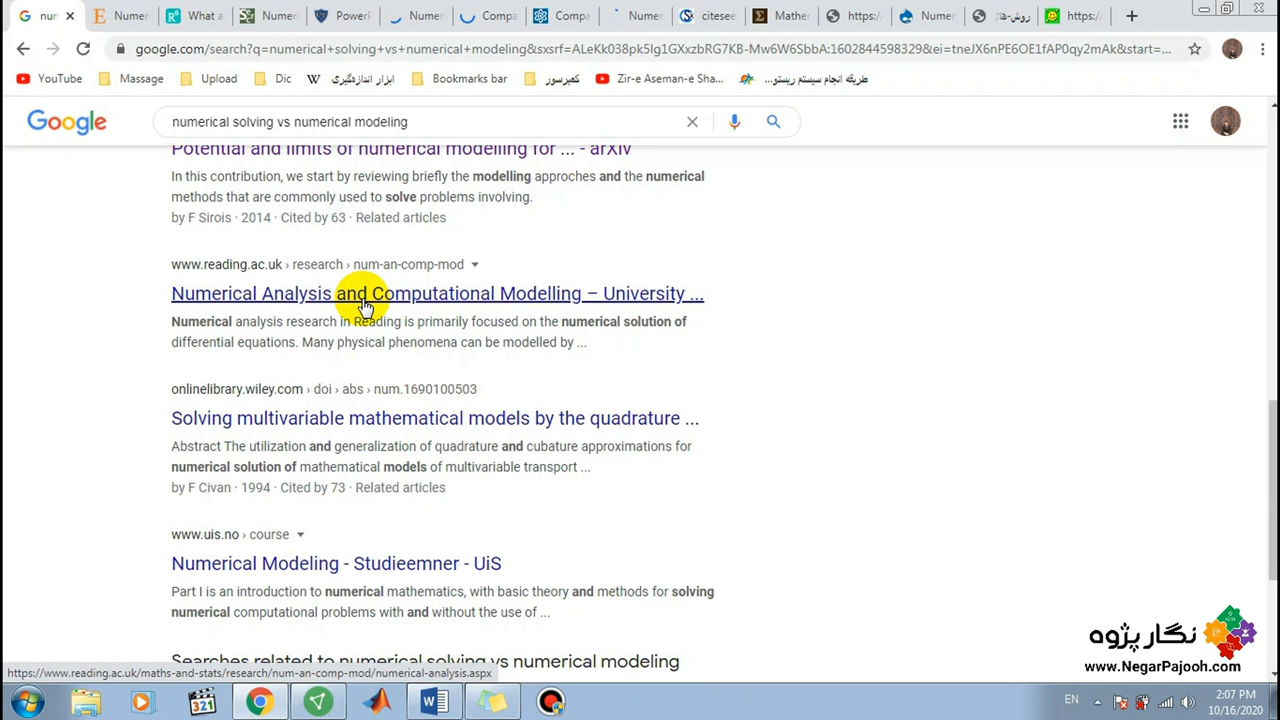 nun
Numeri
What a
Numeri
PowerF
Numer
Compa
Compa
Numer
citesee
Mathe
https:/
Numeri
روش-هاۓ
https:/
google.com/search?q=numerical+solving+vs+numerical+modeling&sxsrf=ALeKk038pk5Ig1GXxzbRG7KB-Mw6W6SbbA:1602844598329&ei=tneJX6nPE6OE1fAP0qy2mAk&start=...
YouTube
Massage
Upload
Dic
ابزار اندازه‌گیری
Bookmarks bar
کمپرسور
Zir-e Aseman-e Sha...
طریقه انجام سیستم ریستو...
Google
numerical solving vs numerical modeling
Potential and limits of numerical modelling for ... - arXiv
In this contribution, we start by reviewing briefly the modelling approches and the numerical
methods that are commonly used to solve problems involving.
by F Sirois · 2014 · Cited by 63 · Related articles
www.reading.ac.uk › research › num-an-comp-mod
Numerical Analysis and Computational Modelling – University ...
Numerical analysis research in Reading is primarily focused on the numerical solution of
differential equations. Many physical phenomena can be modelled by ...
onlinelibrary.wiley.com › doi › abs › num.1690100503
Solving multivariable mathematical models by the quadrature ...
Abstract The utilization and generalization of quadrature and cubature approximations for
numerical solution of mathematical models of multivariable transport ...
by F Civan · 1994 · Cited by 73 · Related articles
www.uis.no › course
Numerical Modeling - Studieemner - UiS
Part I is an introduction to numerical mathematics, with basic theory and methods for solving
numerical computational problems with and without the use of ...
Searches related to numerical solving vs numerical modeling
https://www.reading.ac.uk/maths-and-stats/research/num-an-comp-mod/numerical-analysis.aspx
نگار پژوه
www.NegarPajooh.com
321
EN
2:07 PM
10/16/2020